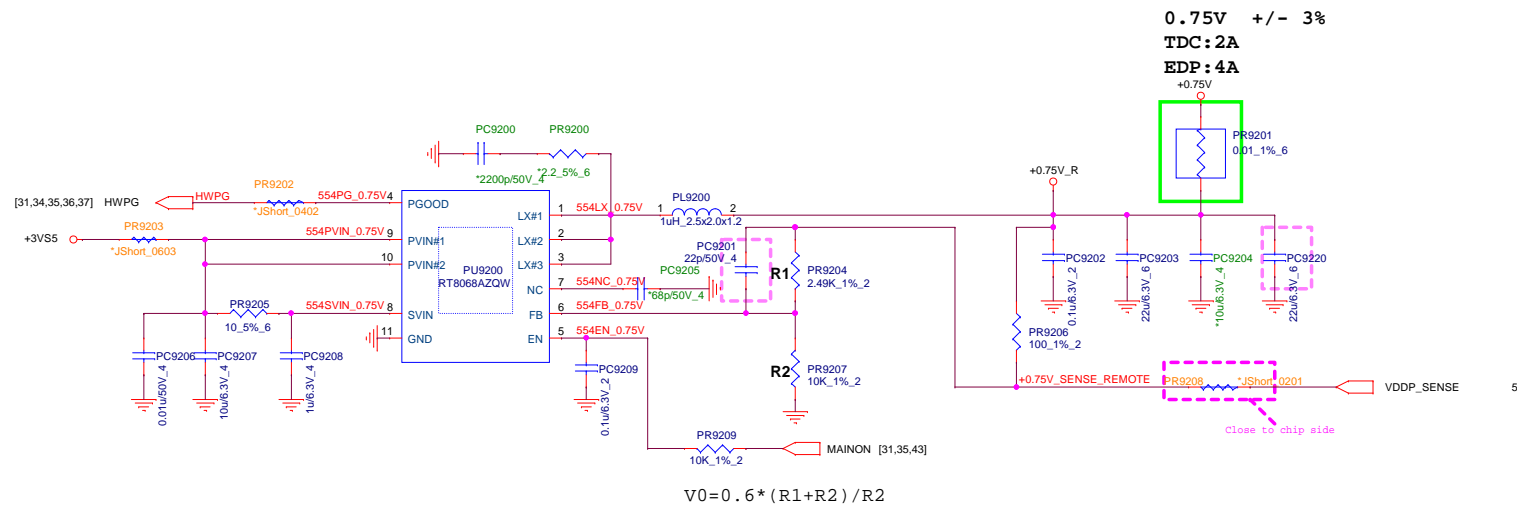 0.75V +/- 3%
TDC:2A
EDP:4A
+0.75V
PR9201
0.01_1%_6
PC9200
PR9200
*2200p/50V_4
*2.2_5%_6
+0.75V_R
[31,34,35,36,37] HWPG
HWPG
PR9202
*JShort_0402
554PG_0.75V
4
PGOOD
+3VS5
PR9203
*JShort_0603
554PVIN_0.75V
9
PVIN#1
10
PVIN#2
PU9200
RT8068AZQW
LX#1
1
554LX_0.75V
LX#2
2
LX#3
3
NC
7
554NC_0.75V
FB
6
554FB_0.75V
EN
5
554EN_0.75V
PR9205
10_5%_6
554SVIN_0.75V
8
SVIN
11
GND
PL9200
1
2
1uH_2.5x2.0x1.2
PC9205
*68p/50V_4
PC9201
22p/50V_4
R1
PR9204
2.49K_1%_2
R2
PR9207
10K_1%_2
PC9202
0.1u/6.3V_2
PC9203
22u/6.3V_6
PC9204
*10u/6.3V_4
PC9220
22u/6.3V_6
PR9206
100_1%_2
PC9206
0.01u/50V_4
PC9207
10u/6.3V_4
PC9208
1u/6.3V_4
PC9209
0.1u/6.3V_2
+0.75V_SENSE_REMOTE
PR9208
*JShort_0201
VDDP_SENSE
5
Close to chip side
PR9209
10K_1%_2
MAINON [31,35,43]
V0=0.6*(R1+R2)/R2